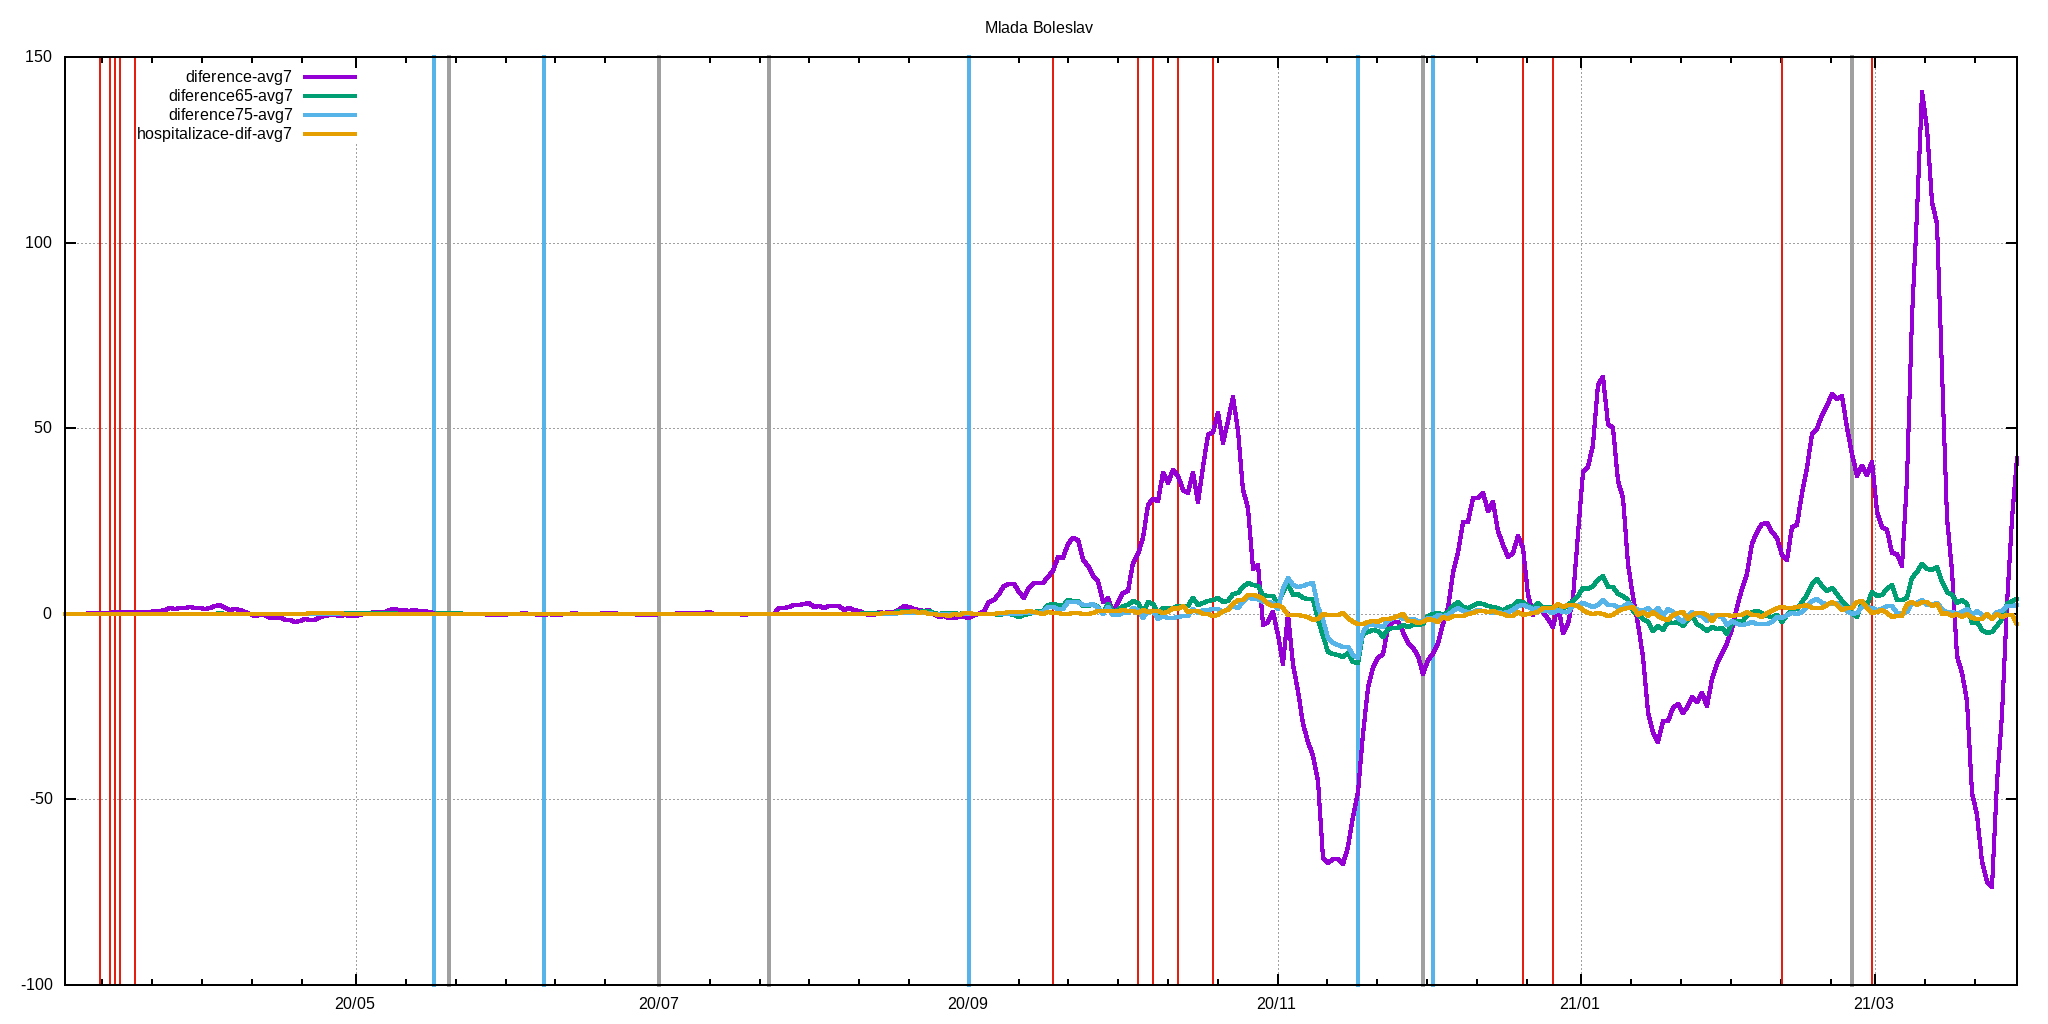 Mlada Boleslav
150
diference-avg7
diference65-avg7
diference75-avg7
hospitalizace-dif-avg7
100
50
0
-50
-100
20/05 20/07 20/09 20/11 21/01 21/03